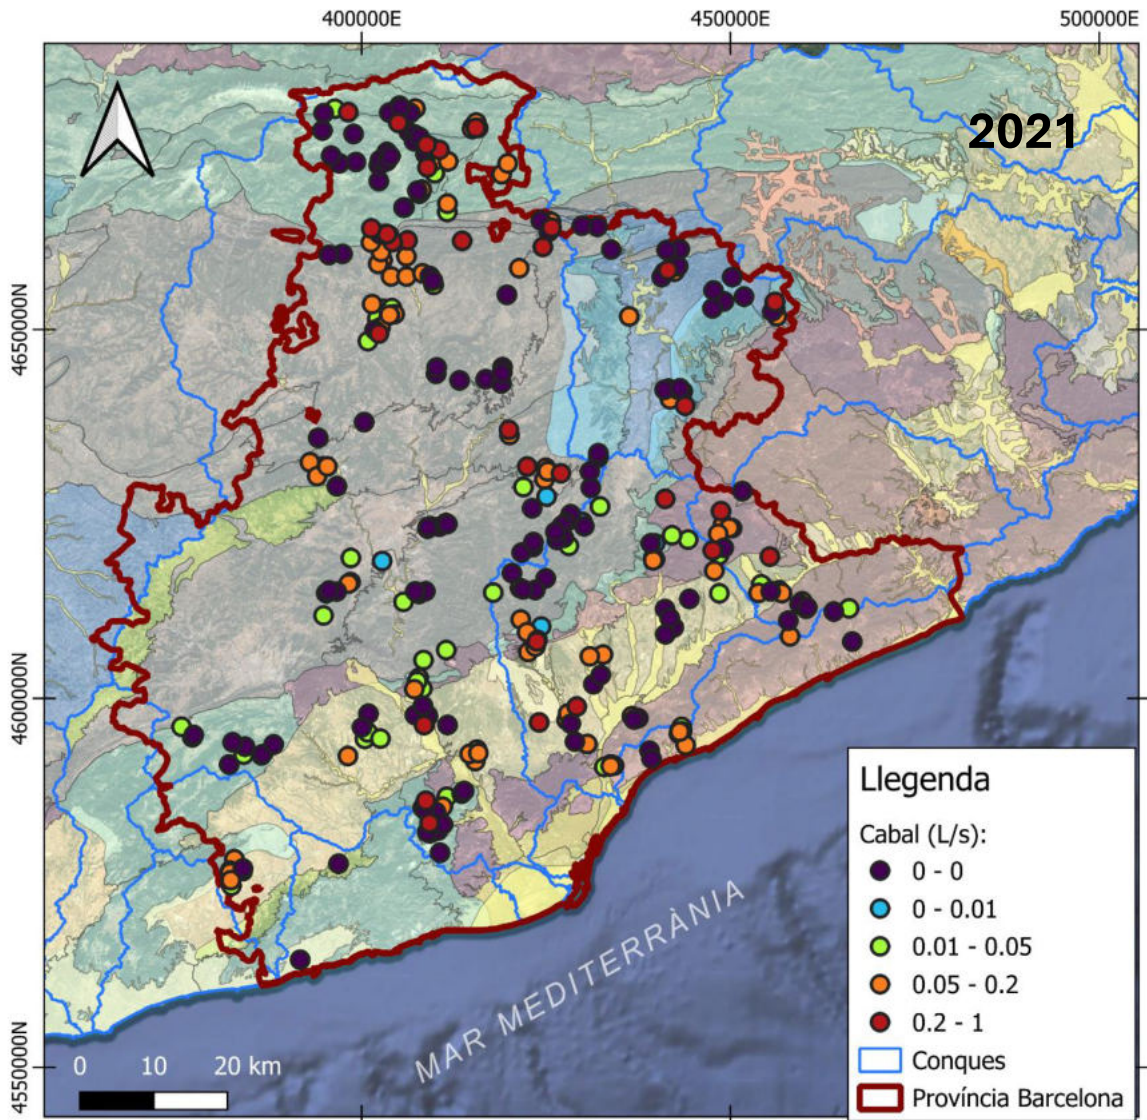 400000E 450000E 500000E
2021
4650000N
4600000N
4550000N
Llegenda
Cabal (L/s):
0 - 0
0 - 0.01
0.01 - 0.05
0.05 - 0.2
0.2 - 1
Conques
Província Barcelona
MAR MEDITERRÀNIA
0 10 20 km